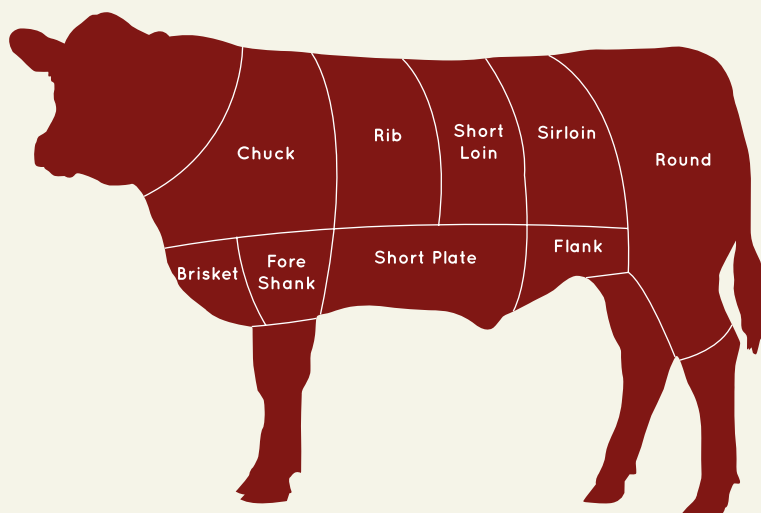 Chuck
Rib
Short
Loin
Sirloin
Round
Brisket
Fore
Shank
Short Plate
Flank